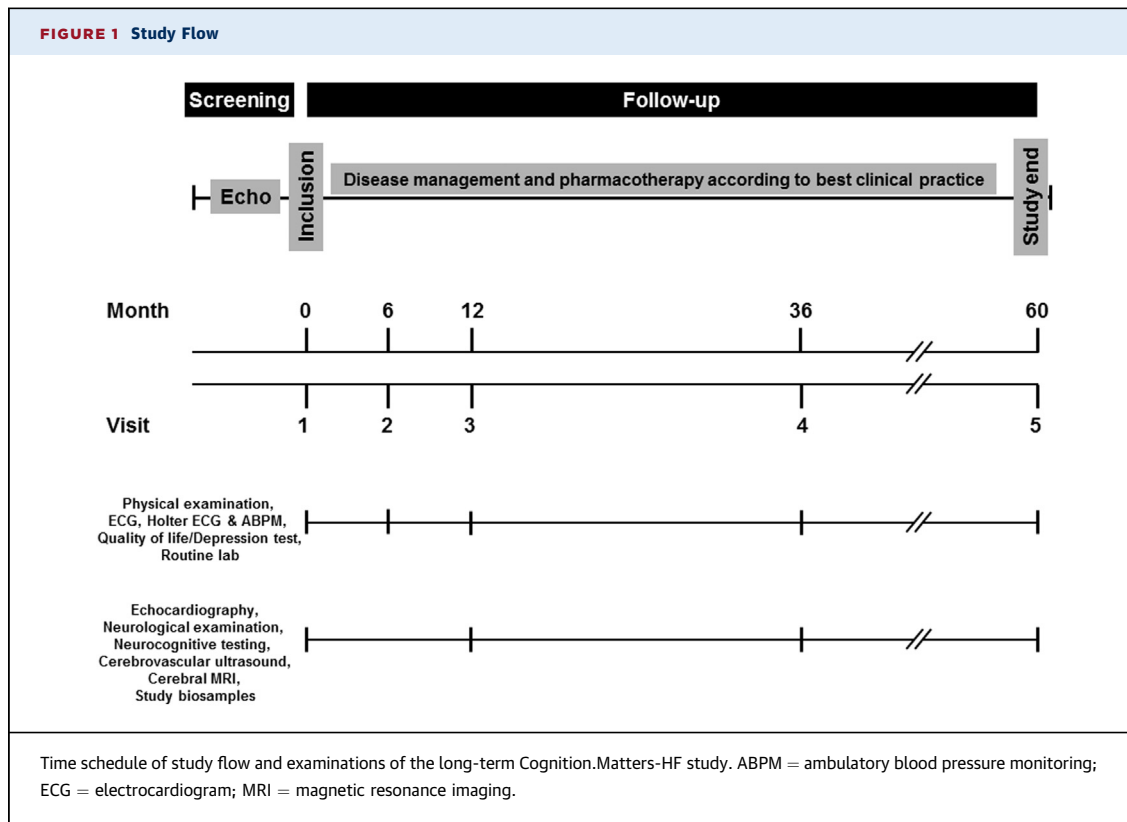 FIGURE 1 Study Flow
Screening
Follow-up
Echo
Inclusion
Disease management and pharmacotherapy according to best clinical practice
Study end
Month
0 6 12 36 60
Visit
1 2 3 4 5
Physical examination,
ECG, Holter ECG & ABPM,
Quality of life/Depression test,
Routine lab
Echocardiography,
Neurological examination,
Neurocognitive testing,
Cerebrovascular ultrasound,
Cerebral MRI,
Study biosamples
Time schedule of study flow and examinations of the long-term Cognition.Matters-HF study. ABPM = ambulatory blood pressure monitoring;
ECG = electrocardiogram; MRI = magnetic resonance imaging.